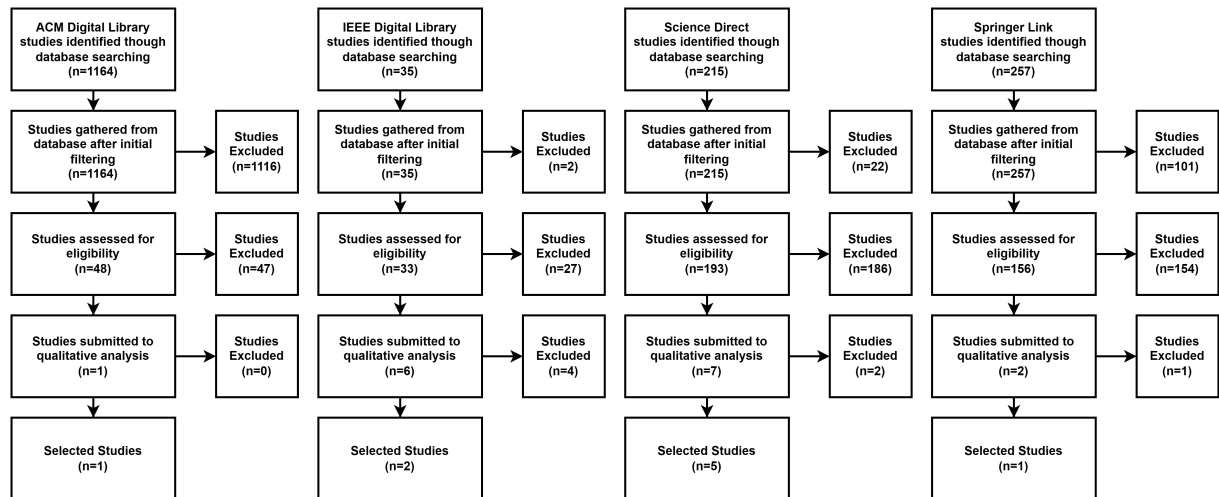 ACM Digital Library
studies identified though
database searching
(n=1164)
Studies gathered from
database after initial
filtering
(n=1164)
Studies
Excluded
(n=1116)
Studies assessed for
eligibility
(n=48)
Studies
Excluded
(n=47)
Studies submitted to
qualitative analysis
(n=1)
Studies
Excluded
(n=0)
Selected Studies
(n=1)
IEEE Digital Library
studies identified though
database searching
(n=35)
Studies gathered from
database after initial
filtering
(n=35)
Studies
Excluded
(n=2)
Studies assessed for
eligibility
(n=33)
Studies
Excluded
(n=27)
Studies submitted to
qualitative analysis
(n=6)
Studies
Excluded
(n=4)
Selected Studies
(n=2)
Science Direct
studies identified though
database searching
(n=215)
Studies gathered from
database after initial
filtering
(n=215)
Studies
Excluded
(n=22)
Studies assessed for
eligibility
(n=193)
Studies
Excluded
(n=186)
Studies submitted to
qualitative analysis
(n=7)
Studies
Excluded
(n=2)
Selected Studies
(n=5)
Springer Link
studies identified though
database searching
(n=257)
Studies gathered from
database after initial
filtering
(n=257)
Studies
Excluded
(n=101)
Studies assessed for
eligibility
(n=156)
Studies
Excluded
(n=154)
Studies submitted to
qualitative analysis
(n=2)
Studies
Excluded
(n=1)
Selected Studies
(n=1)